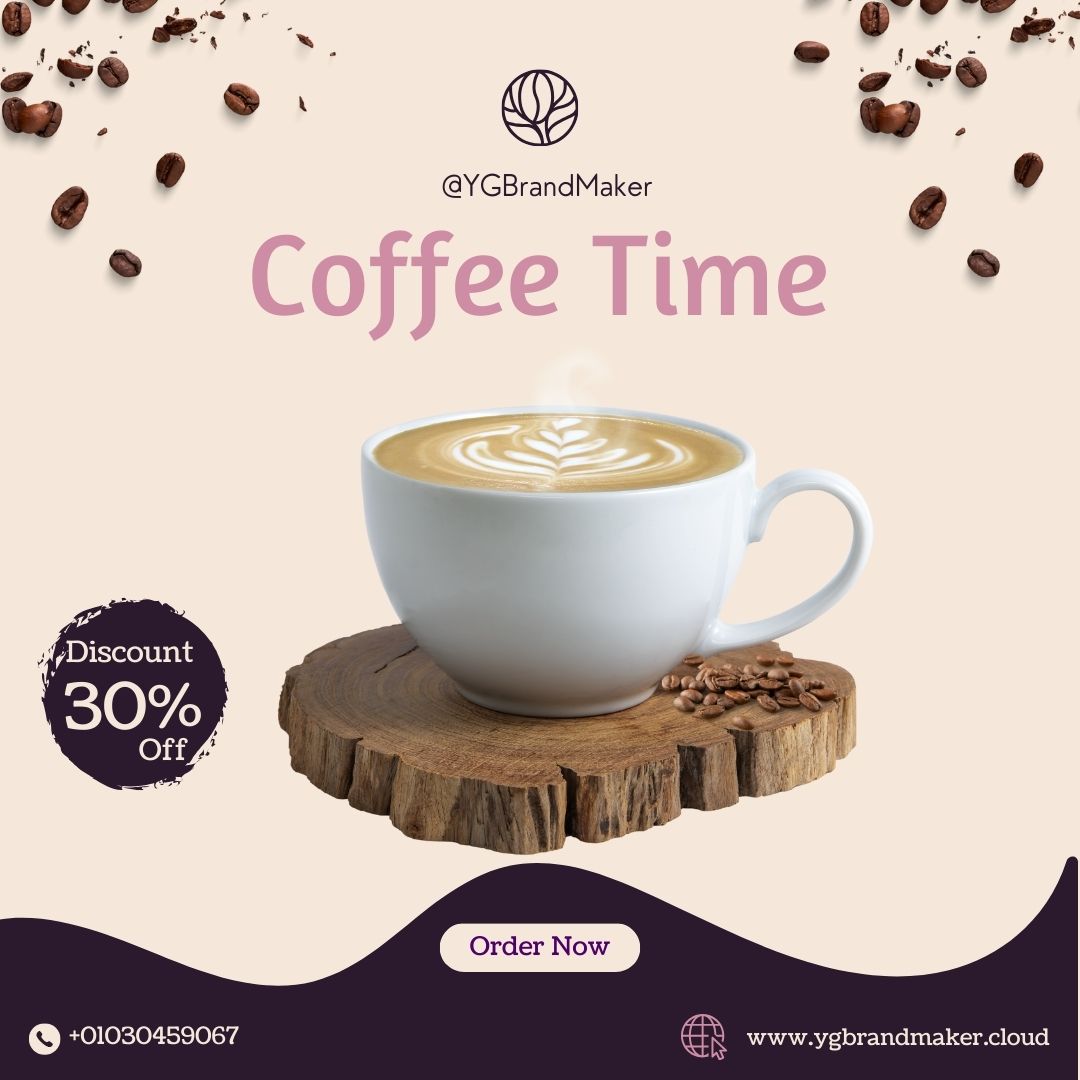 @YGBrandMaker
Coffee Time
Discount
30%
Off
Order Now
+01030459067
www.ygbrandmaker.cloud